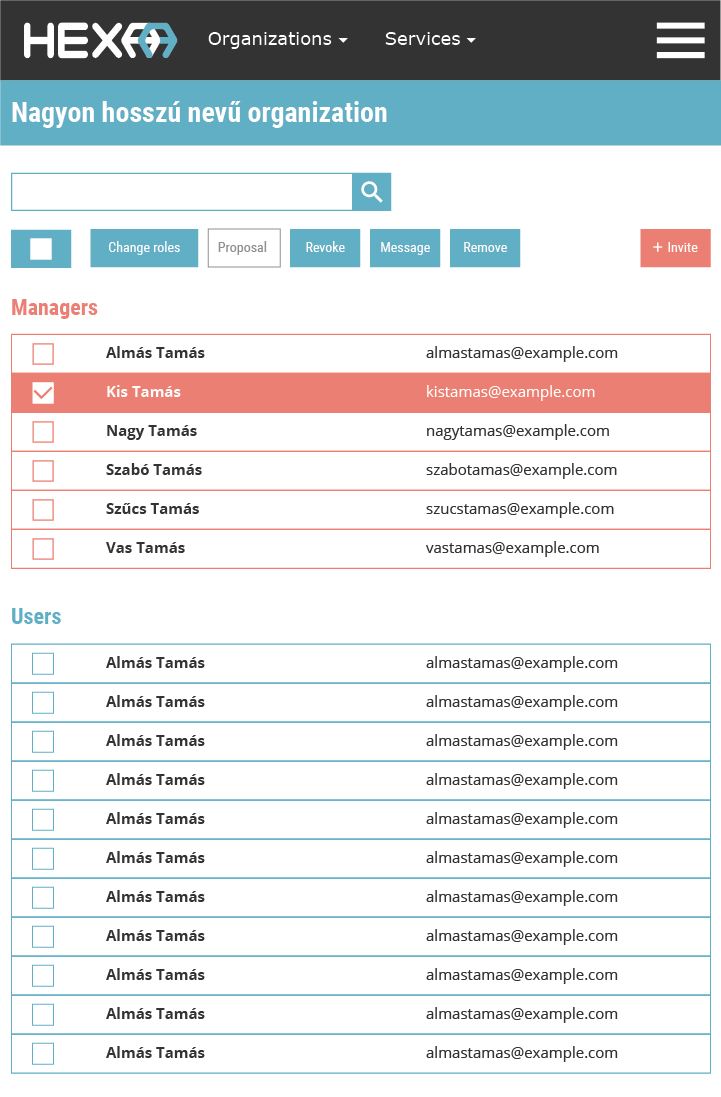 HEXAA Organizations Services
Nagyon hosszú nevű organization
Change roles Proposal Revoke Message Remove + Invite
Managers
Almás Tamás almastamas@example.com
Kis Tamás kistamas@example.com
Nagy Tamás nagytamas@example.com
Szabó Tamás szabotamas@example.com
Szűcs Tamás szucstamas@example.com
Vas Tamás vastamas@example.com
Users
Almás Tamás almastamas@example.com
Almás Tamás almastamas@example.com
Almás Tamás almastamas@example.com
Almás Tamás almastamas@example.com
Almás Tamás almastamas@example.com
Almás Tamás almastamas@example.com
Almás Tamás almastamas@example.com
Almás Tamás almastamas@example.com
Almás Tamás almastamas@example.com
Almás Tamás almastamas@example.com
Almás Tamás almastamas@example.com